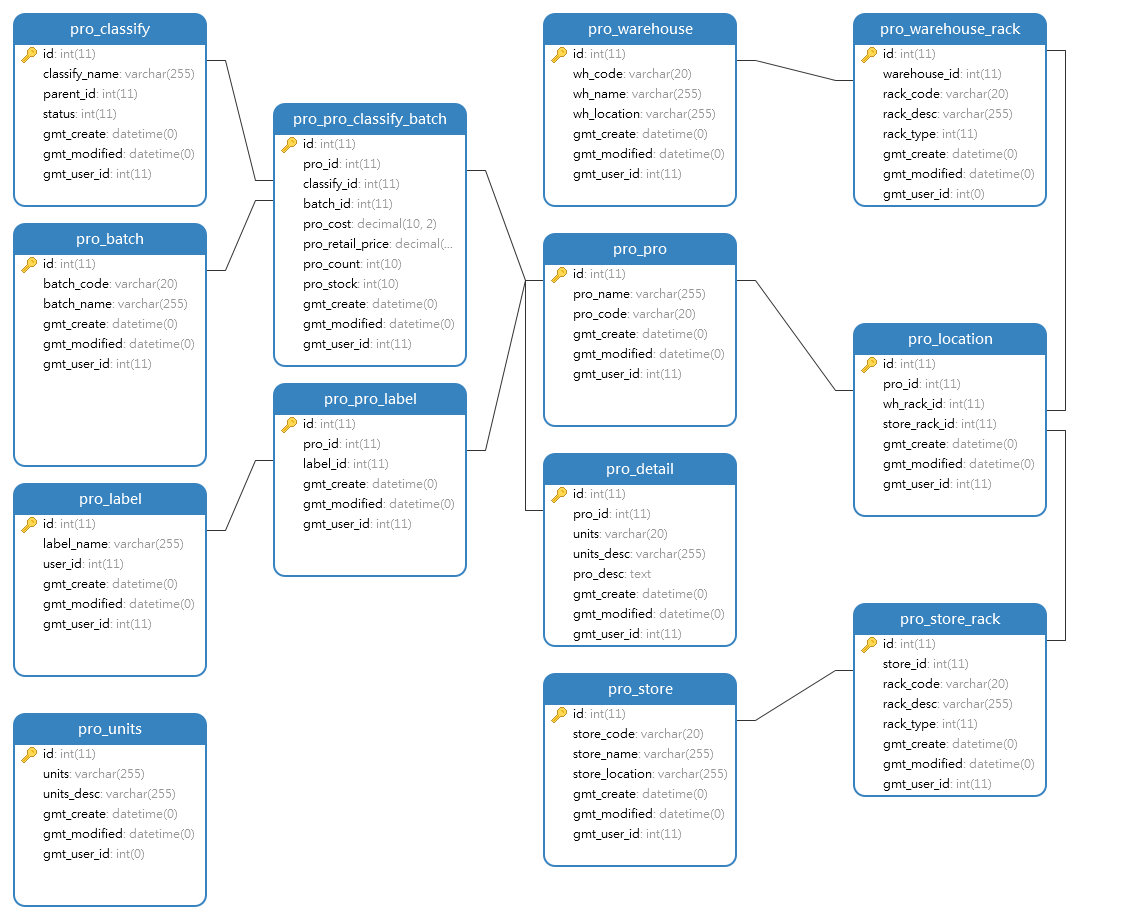 pro_classify
id: int(11)
classify_name: varchar(255)
parent_id: int(11)
status: int(11)
gmt_create: datetime(0)
gmt_modified: datetime(0)
gmt_user_id: int(11)
pro_batch
id: int(11)
batch_code: varchar(20)
batch_name: varchar(255)
gmt_create: datetime(0)
gmt_modified: datetime(0)
gmt_user_id: int(11)
pro_label
id: int(11)
label_name: varchar(255)
user_id: int(11)
gmt_create: datetime(0)
gmt_modified: datetime(0)
gmt_user_id: int(11)
pro_units
id: int(11)
units: varchar(255)
units_desc: varchar(255)
gmt_create: datetime(0)
gmt_modified: datetime(0)
gmt_user_id: int(0)
pro_pro_classify_batch
id: int(11)
pro_id: int(11)
classify_id: int(11)
batch_id: int(11)
pro_cost: decimal(10, 2)
pro_retail_price: decimal(...
pro_count: int(10)
pro_stock: int(10)
gmt_create: datetime(0)
gmt_modified: datetime(0)
gmt_user_id: int(11)
pro_pro_label
id: int(11)
pro_id: int(11)
label_id: int(11)
gmt_create: datetime(0)
gmt_modified: datetime(0)
gmt_user_id: int(11)
pro_warehouse
id: int(11)
wh_code: varchar(20)
wh_name: varchar(255)
wh_location: varchar(255)
gmt_create: datetime(0)
gmt_modified: datetime(0)
gmt_user_id: int(11)
pro_pro
id: int(11)
pro_name: varchar(255)
pro_code: varchar(20)
gmt_create: datetime(0)
gmt_modified: datetime(0)
gmt_user_id: int(11)
pro_detail
id: int(11)
pro_id: int(11)
units: varchar(20)
units_desc: varchar(255)
pro_desc: text
gmt_create: datetime(0)
gmt_modified: datetime(0)
gmt_user_id: int(11)
pro_store
id: int(11)
store_code: varchar(20)
store_name: varchar(255)
store_location: varchar(255)
gmt_create: datetime(0)
gmt_modified: datetime(0)
gmt_user_id: int(11)
pro_warehouse_rack
id: int(11)
warehouse_id: int(11)
rack_code: varchar(20)
rack_desc: varchar(255)
rack_type: int(11)
gmt_create: datetime(0)
gmt_modified: datetime(0)
gmt_user_id: int(0)
pro_location
id: int(11)
pro_id: int(11)
wh_rack_id: int(11)
store_rack_id: int(11)
gmt_create: datetime(0)
gmt_modified: datetime(0)
gmt_user_id: int(11)
pro_store_rack
id: int(11)
store_id: int(11)
rack_code: varchar(20)
rack_desc: varchar(255)
rack_type: int(11)
gmt_create: datetime(0)
gmt_modified: datetime(0)
gmt_user_id: int(11)